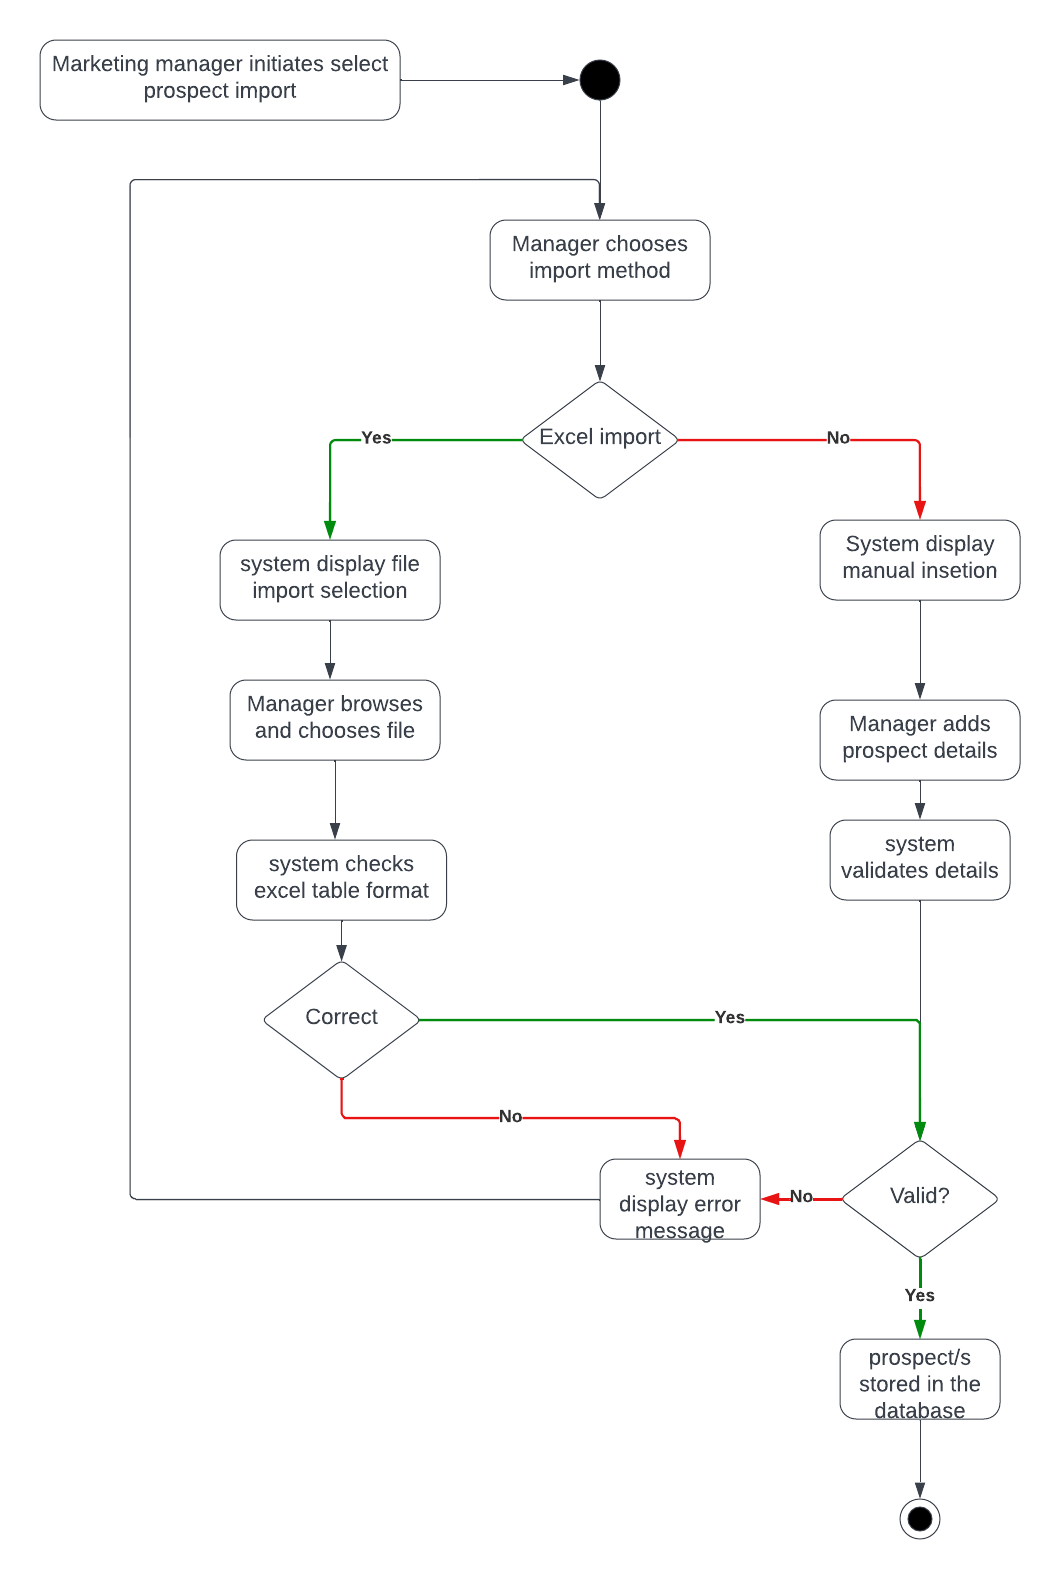 Marketing manager initiates select
prospect import
Manager chooses
import method
Excel import
Yes
No
system display file
import selection
System display
manual insetion
Manager browses
and chooses file
Manager adds
prospect details
system checks
excel table format
system
validates details
Correct
Yes
No
system
display error
message
No
Valid?
Yes
prospect/s
stored in the
database